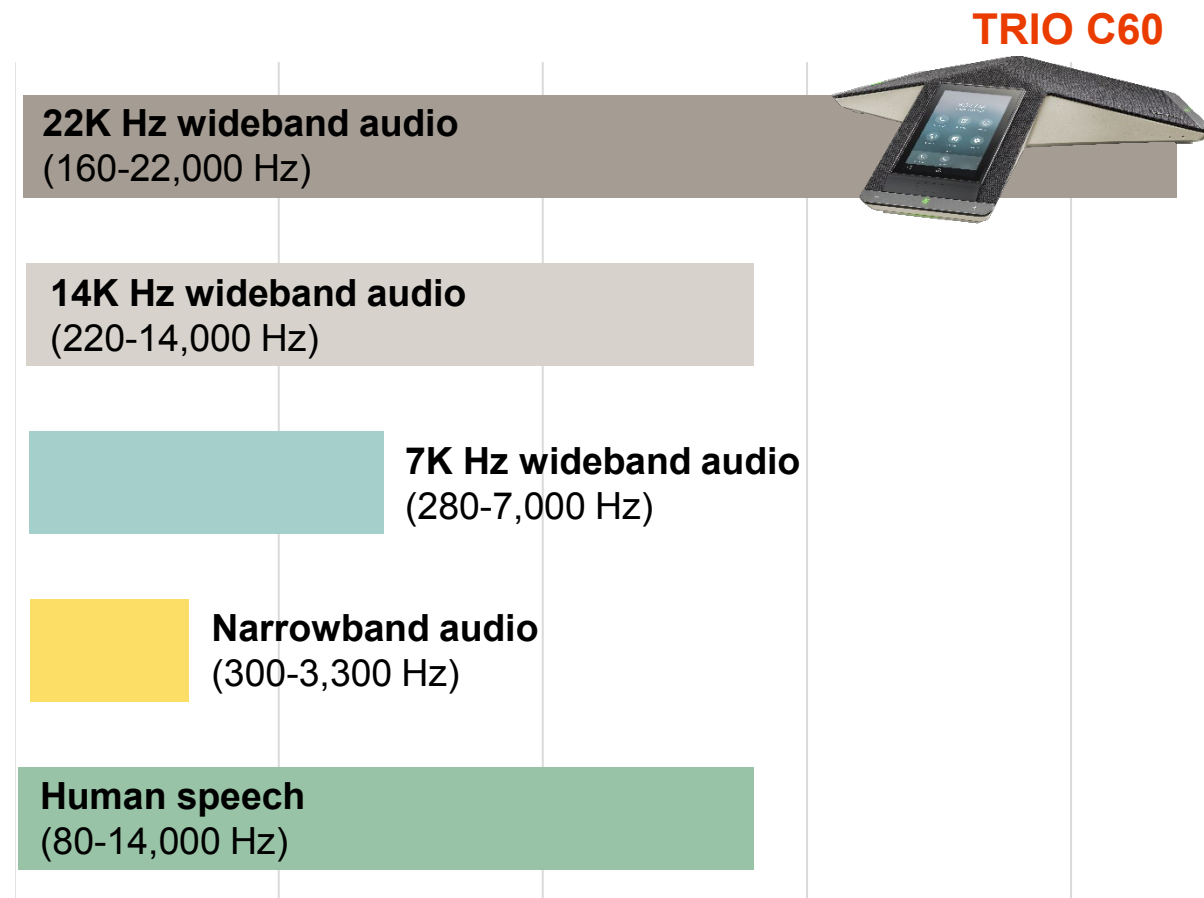 TRIO C60
22K Hz wideband audio
(160-22,000 Hz)
14K Hz wideband audio
(220-14,000 Hz)
7K Hz wideband audio
(280-7,000 Hz)
Narrowband audio
(300-3,300 Hz)
Human speech
(80-14,000 Hz)